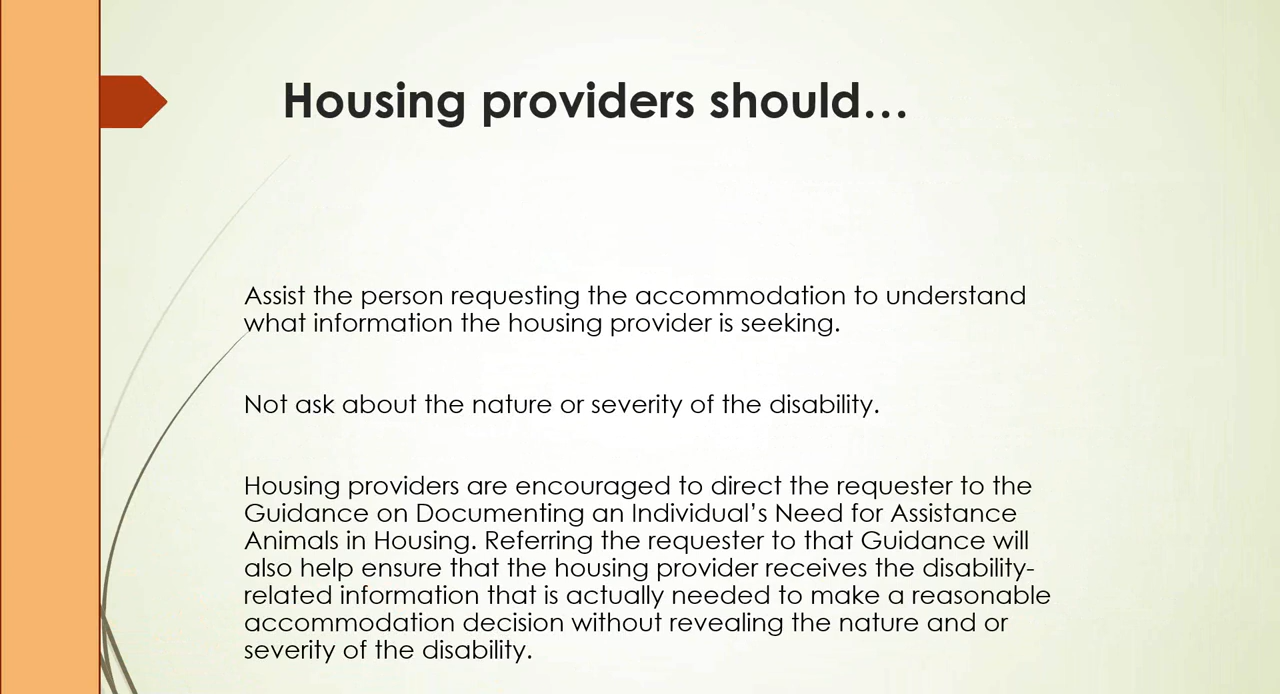 Housing providers should...
Assist the person requesting the accommodation to understand
what information the housing provider is seeking.
Not ask about the nature or severity of the disability.
Housing providers are encouraged to direct the requester to the
Guidance on Documenting an Individual’s Need for Assistance
Animals in Housing. Referring the requester to that Guidance will
also help ensure that the housing provider receives the disability-
related information that is actually needed to make a reasonable
accommodation decision without revealing the nature and or
severity of the disability.